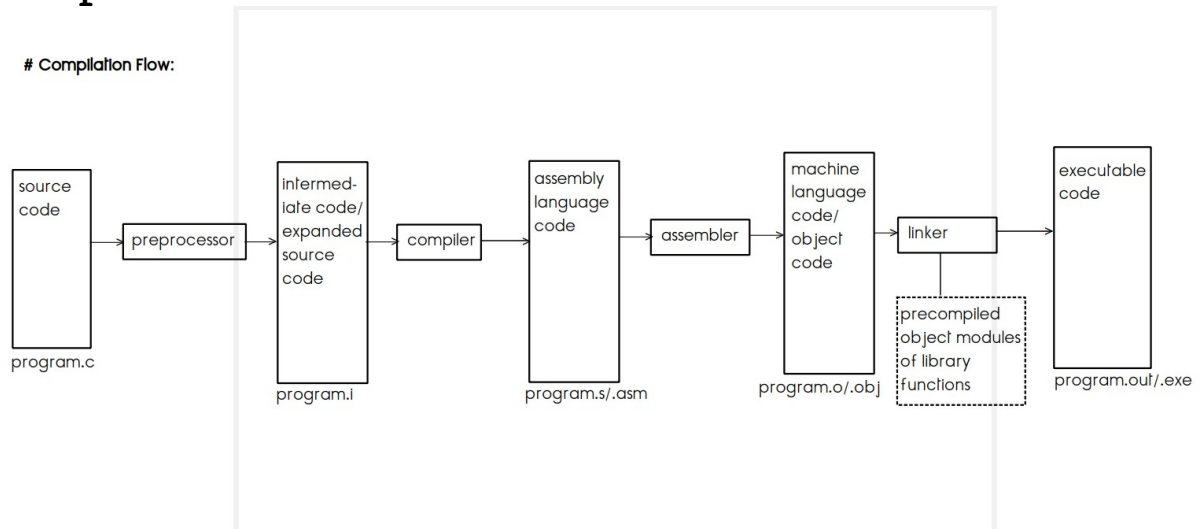 # Compilation Flow:
source
code
program.c
preprocessor
intermed-
iate code/
expanded
source
code
program.i
compiler
assembly
language
code
program.s/.asm
assembler
machine
language
code/
object
code
program.o/.obj
linker
precompiled
object modules
of library
functions
executable
code
program.out/.exe